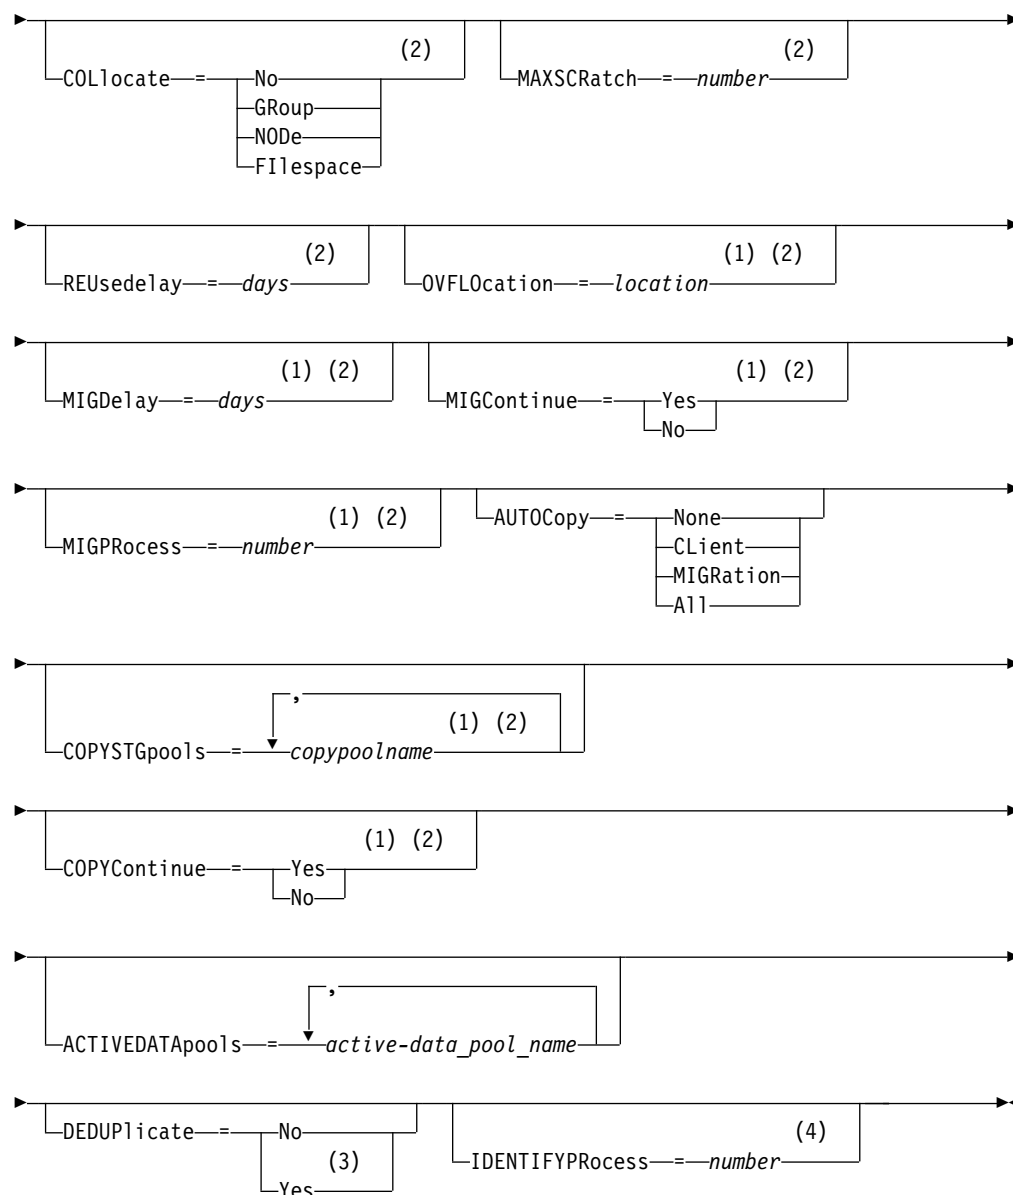 (2) (2)
COLlocate = No MAXSCRatch = number
GRoup
NODe
FIlespace
(2) (1) (2)
REUsedelay = days OVFLOcation = location
(1) (2) (1) (2)
MIGDelay = days MIGContinue = Yes
No
(1) (2) AUTOCopy = None
MIGPRocess = number CLient
MIGRation
All
,
(1) (2)
COPYSTGpools = copypoolname
(1) (2)
COPYContinue = Yes
No
,
ACTIVEDATApools = active-data_pool_name
DEDUPlicate = No (4)
(3) IDENTIFYPRocess = number
Yes